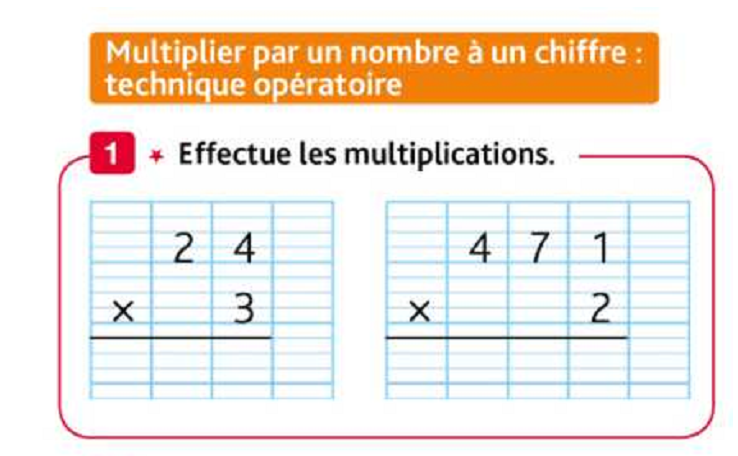 Multiplier par un nombre à un chiffre :
technique opératoire
1 ★ Effectue les multiplications.
2 4
× 3
4 7 1
× 2